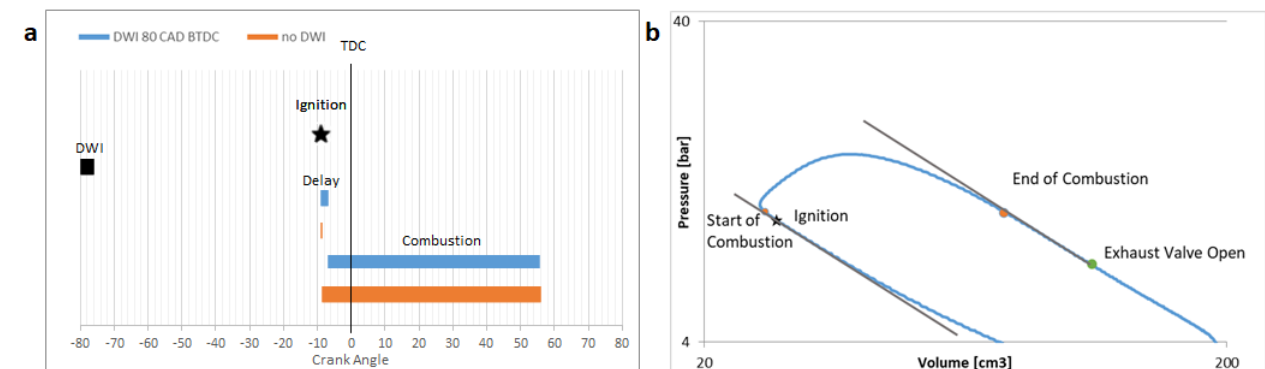 a
DWI 80 CAD BTDC
no DWI
TDC
Ignition
DWI
Delay
Combustion
-80 -70 -60 -50 -40 -30 -20 -10 0 10 20 30 40 50 60 70 80
Crank Angle
b
40
Pressure [bar]
End of Combustion
Start of
Combustion
Ignition
Exhaust Valve Open
4
20
Volume [cm3]
200